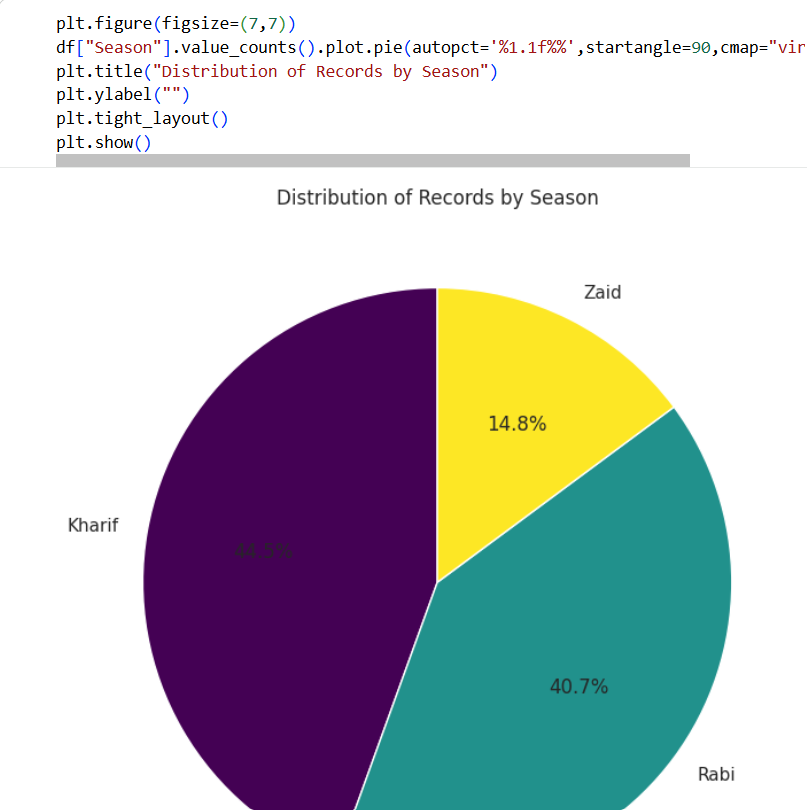 plt.figure(figsize=(7,7))
df["Season"].value_counts().plot.pie(autopct='%1.1f%%',startangle=90,cmap="vir
plt.title("Distribution of Records by Season")
plt.ylabel("")
plt.tight_layout()
plt.show()
Distribution of Records by Season
Zaid
14.8%
Kharif
44.5%
40.7%
Rabi